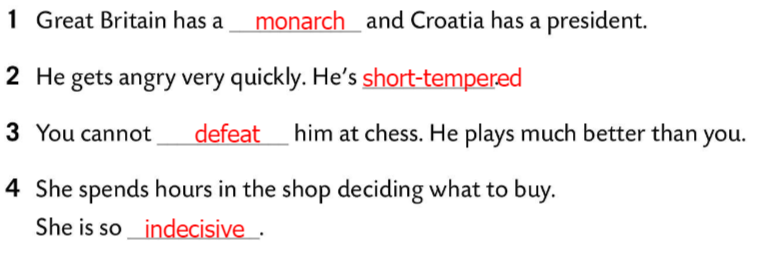 1 Great Britain has a monarch and Croatia has a president.
2 He gets angry very quickly. He's short-tempered.
3 You cannot defeat him at chess. He plays much better than you.
4 She spends hours in the shop deciding what to buy.
She is so indecisive.